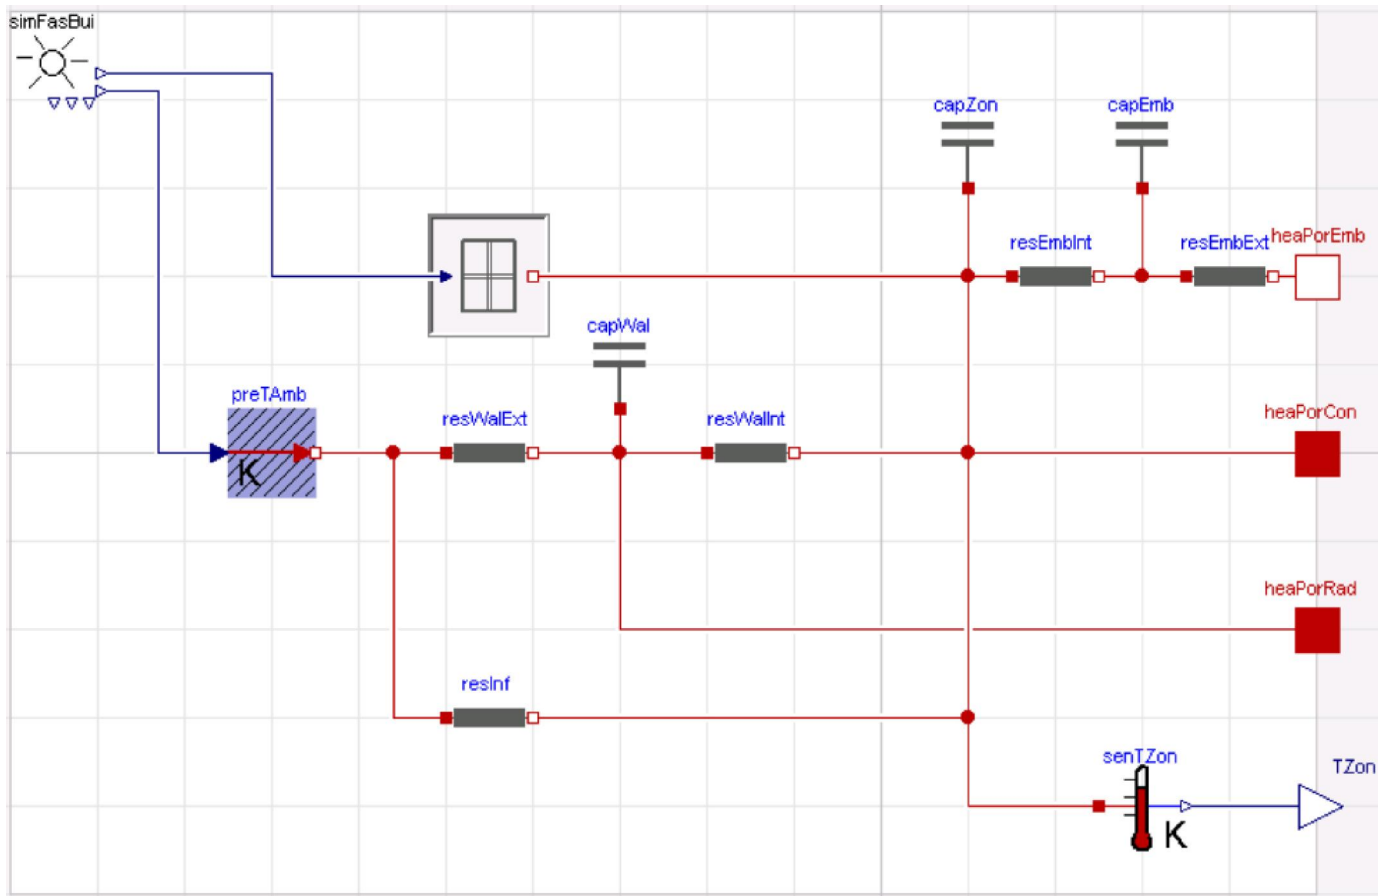 simFasBui
capZon
capEmb
resEmbInt
resEmbExt
heaPorEmb
capWal
preTAmb
resWalExt
resWalInt
heaPorCon
K
heaPorRad
resInf
senTZon
TZon
K